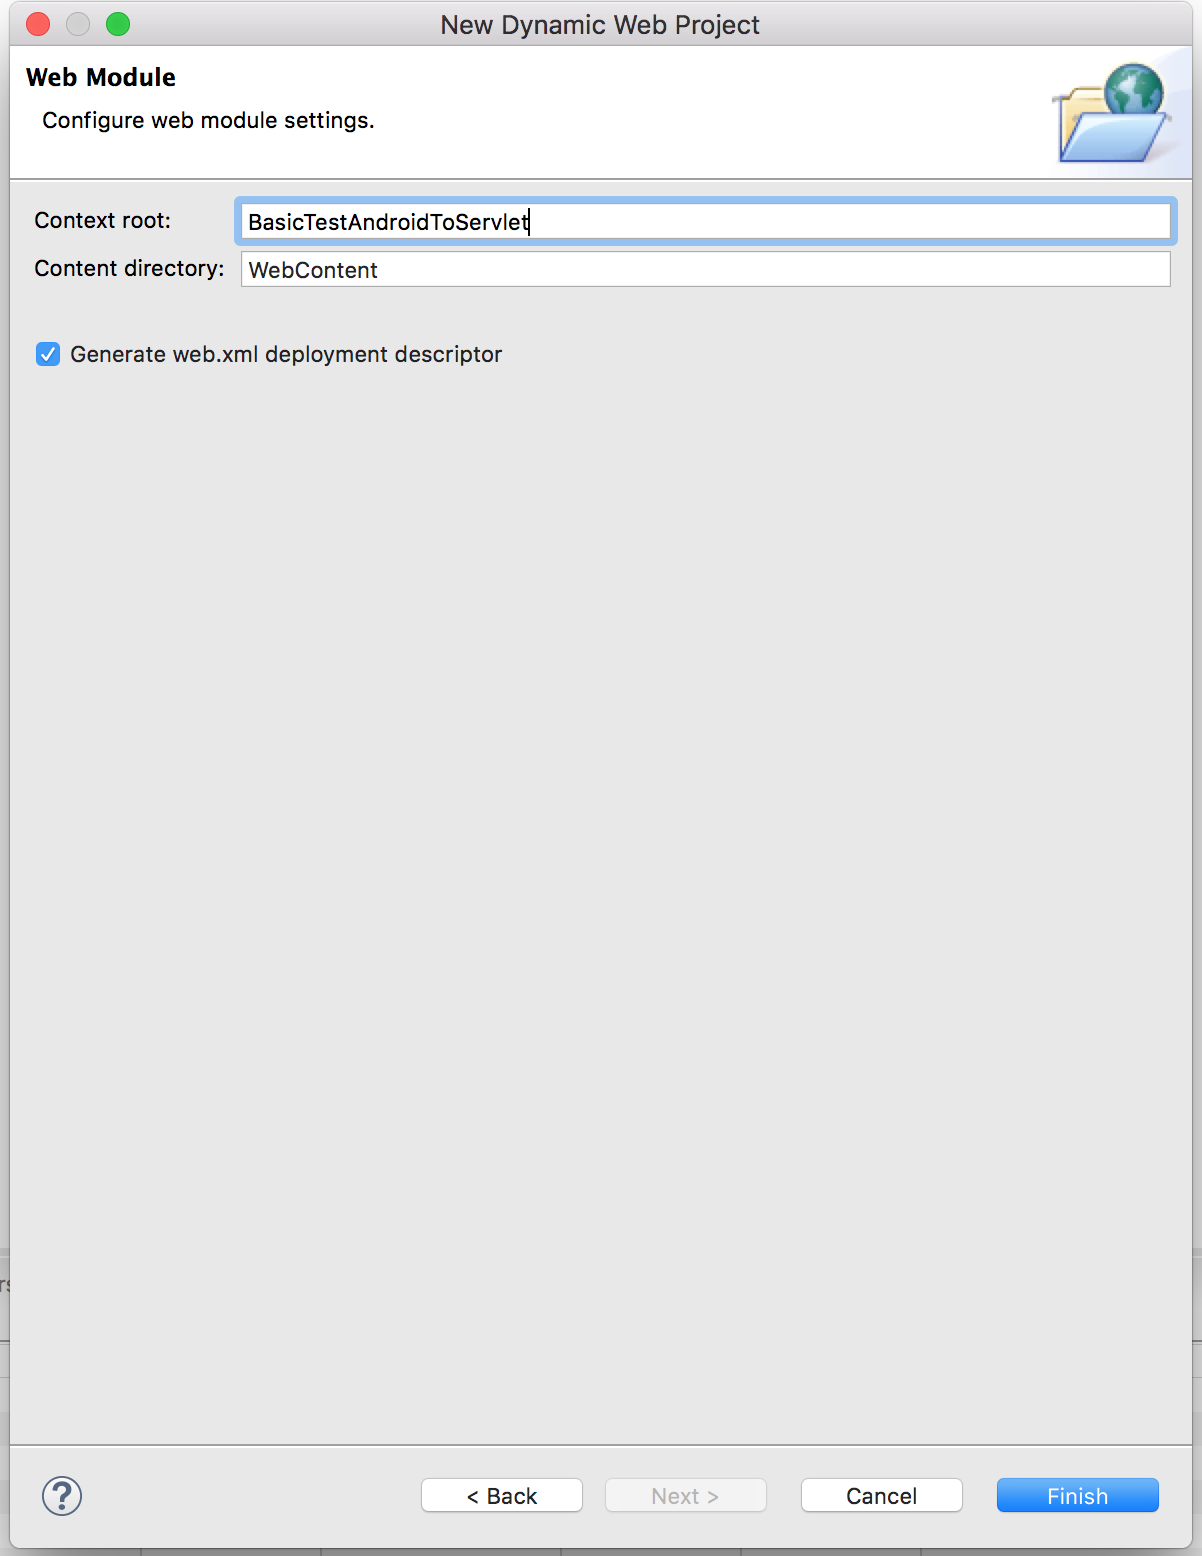 New Dynamic Web Project
Web Module
Configure web module settings.
Context root: BasicTestAndroidToServlet
Content directory: WebContent
Generate web.xml deployment descriptor
? < Back Next > Cancel Finish